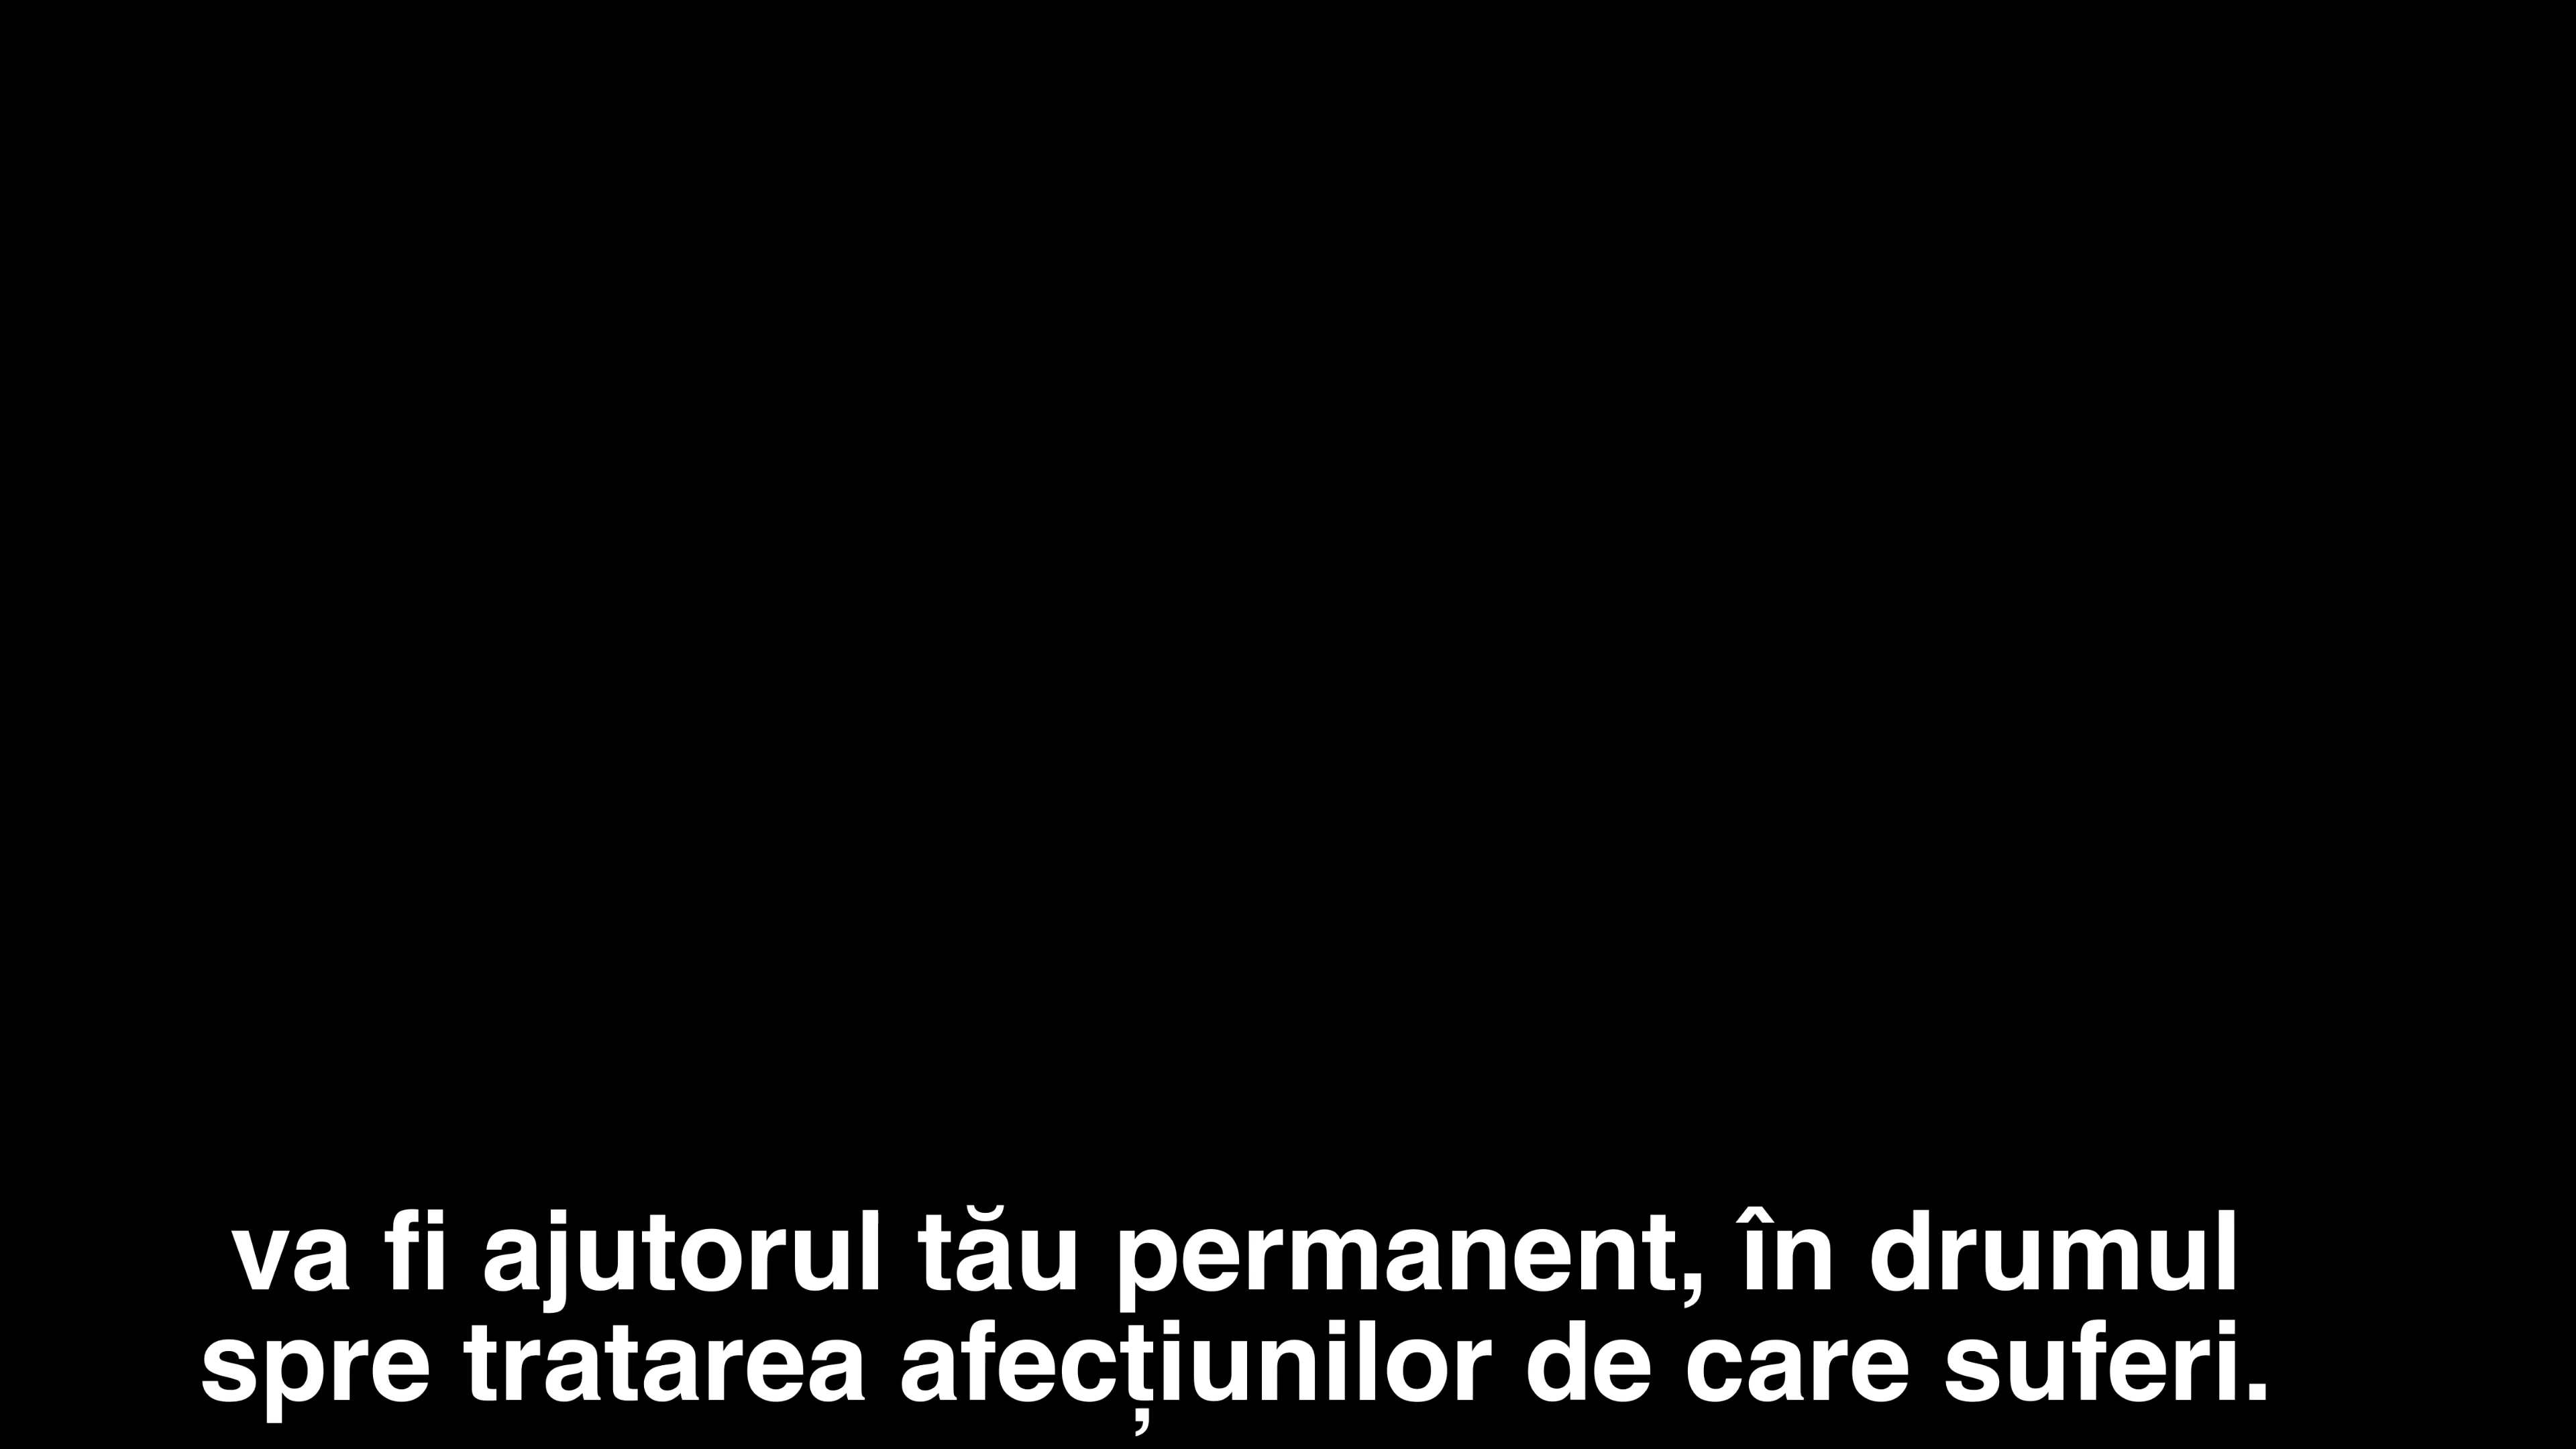 va fi ajutorul tău permanent, în drumul
spre tratarea afecțiunilor de care suferi.